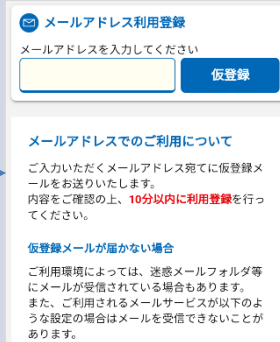 メールアドレス利用登録
メールアドレスを入力してください
仮登録
メールアドレスでのご利用について
ご入力いただくメールアドレス宛てに仮登録メ
ールをお送りいたします。
内容をご確認の上、10分以内に利用登録を行っ
てください。
仮登録メールが届かない場合
ご利用環境によっては、迷惑メールフォルダ等
にメールが受信されている場合もあります。
また、ご利用されるメールサービスが以下のよ
うな設定の場合はメールを受信できないことが
あります。